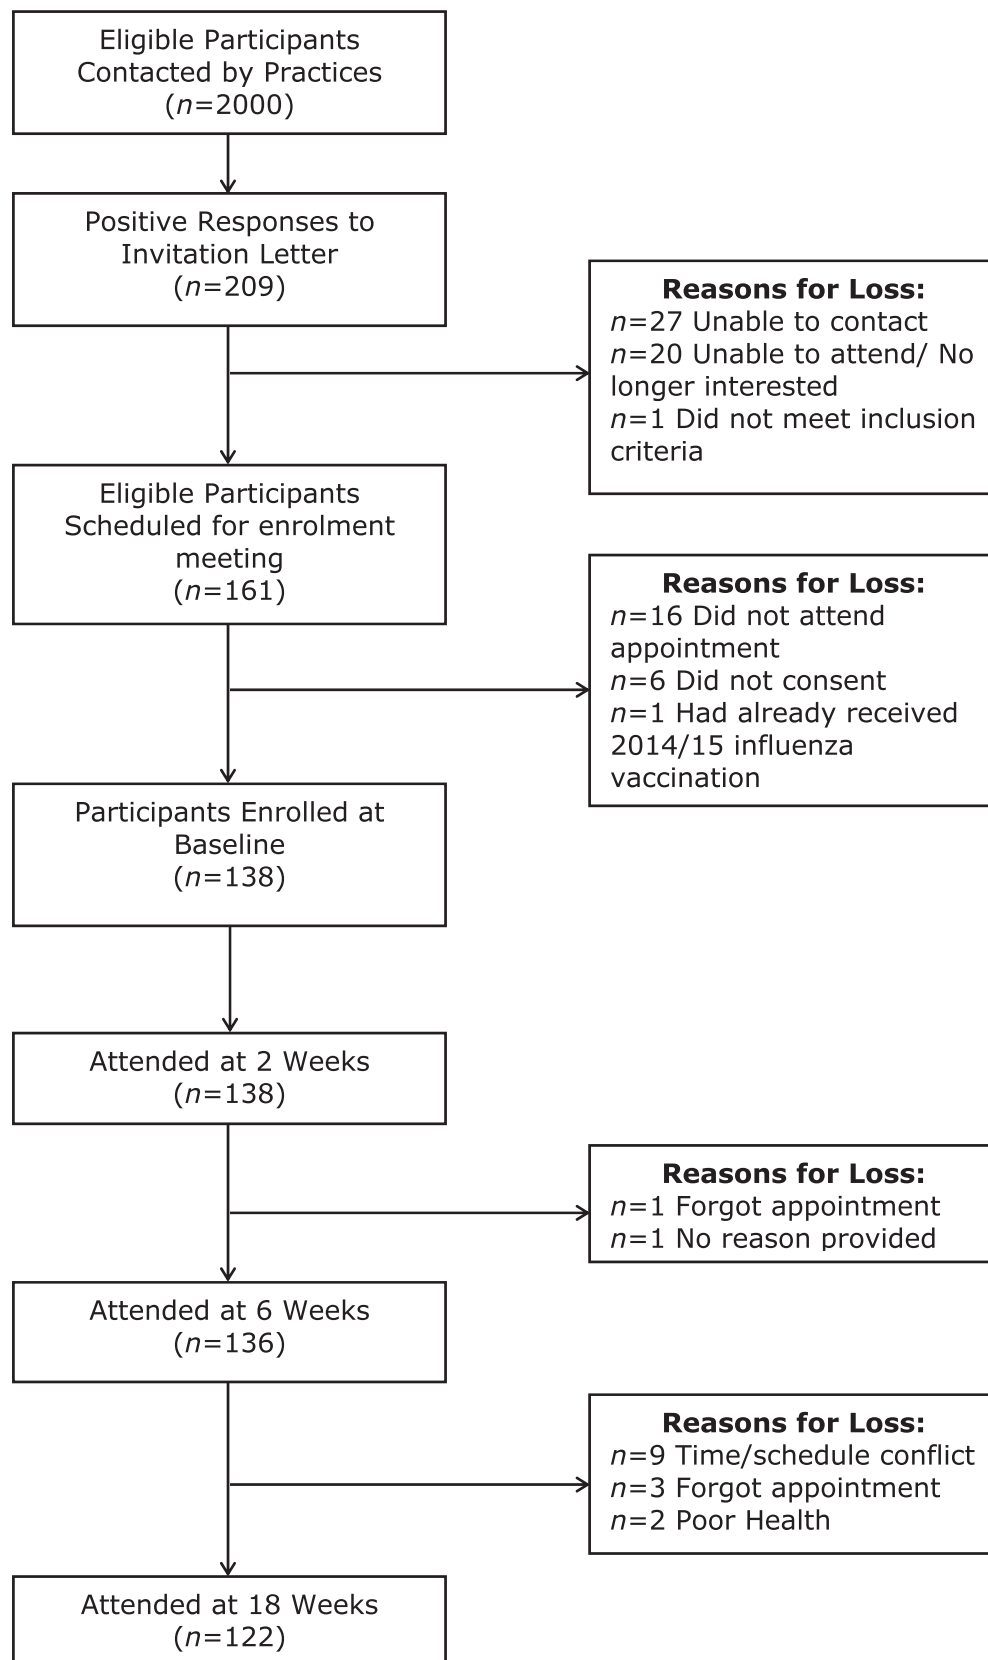 Eligible Participants
Contacted by Practices
(n=2000)
Positive Responses to
Invitation Letter
(n=209)
Reasons for Loss:
n=27 Unable to contact
n=20 Unable to attend/ No
longer interested
n=1 Did not meet inclusion
criteria
Eligible Participants
Scheduled for enrolment
meeting
(n=161)
Reasons for Loss:
n=16 Did not attend
appointment
n=6 Did not consent
n=1 Had already received
2014/15 influenza
vaccination
Participants Enrolled at
Baseline
(n=138)
Attended at 2 Weeks
(n=138)
Reasons for Loss:
n=1 Forgot appointment
n=1 No reason provided
Attended at 6 Weeks
(n=136)
Reasons for Loss:
n=9 Time/schedule conflict
n=3 Forgot appointment
n=2 Poor Health
Attended at 18 Weeks
(n=122)